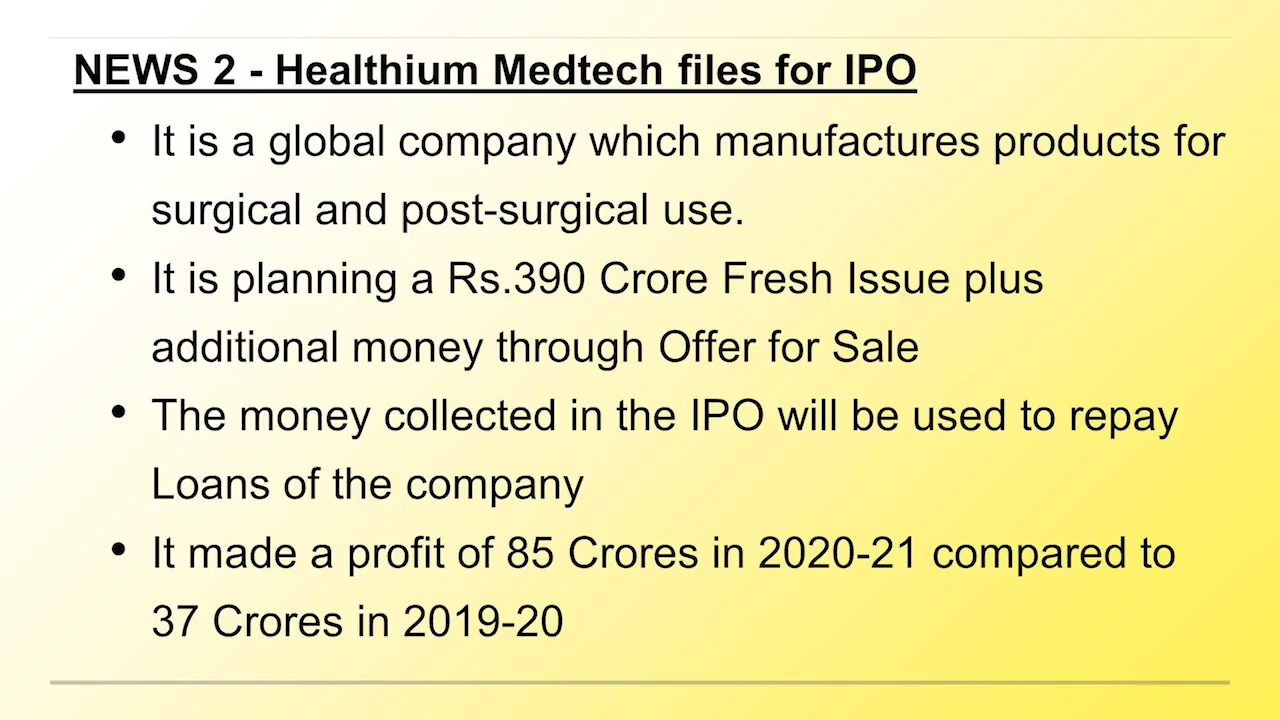 NEWS 2 - Healthium Medtech files for IPO
• It is a global company which manufactures products for
surgical and post-surgical use.
• It is planning a Rs.390 Crore Fresh Issue plus
additional money through Offer for Sale
• The money collected in the IPO will be used to repay
Loans of the company
• It made a profit of 85 Crores in 2020-21 compared to
37 Crores in 2019-20